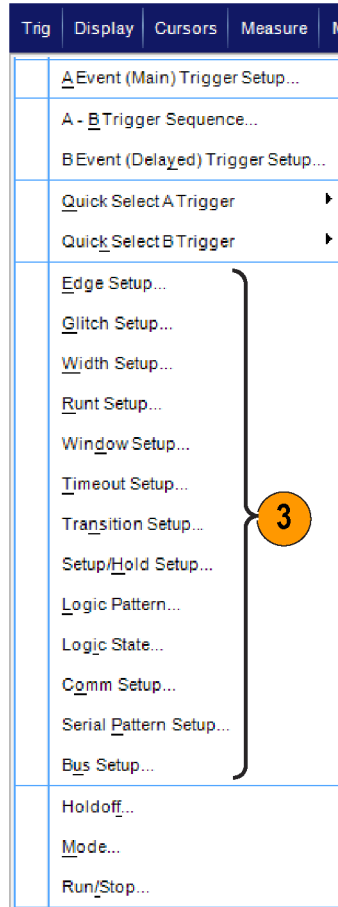 Trig Display Cursors Measure
A Event (Main) Trigger Setup...
A - B Trigger Sequence...
B Event (Delayed) Trigger Setup...
Quick Select A Trigger
Quick Select B Trigger
Edge Setup...
Glitch Setup...
Width Setup...
Runt Setup...
Window Setup...
Timeout Setup...
Transition Setup...
3
Setup/Hold Setup...
Logic Pattern...
Logic State...
Comm Setup...
Serial Pattern Setup...
Bus Setup...
Holdoff...
Mode...
Run/Stop...